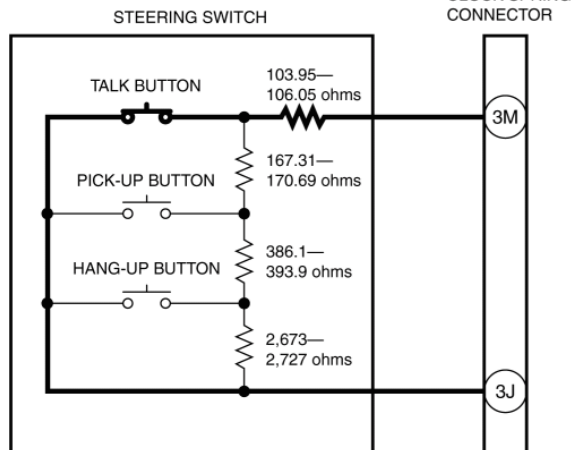 STEERING SWITCH
CONNECTOR
TALK BUTTON
103.95—
106.05 ohms
3M
167.31—
170.69 ohms
PICK-UP BUTTON
386.1—
393.9 ohms
HANG-UP BUTTON
2,673—
2,727 ohms
3J